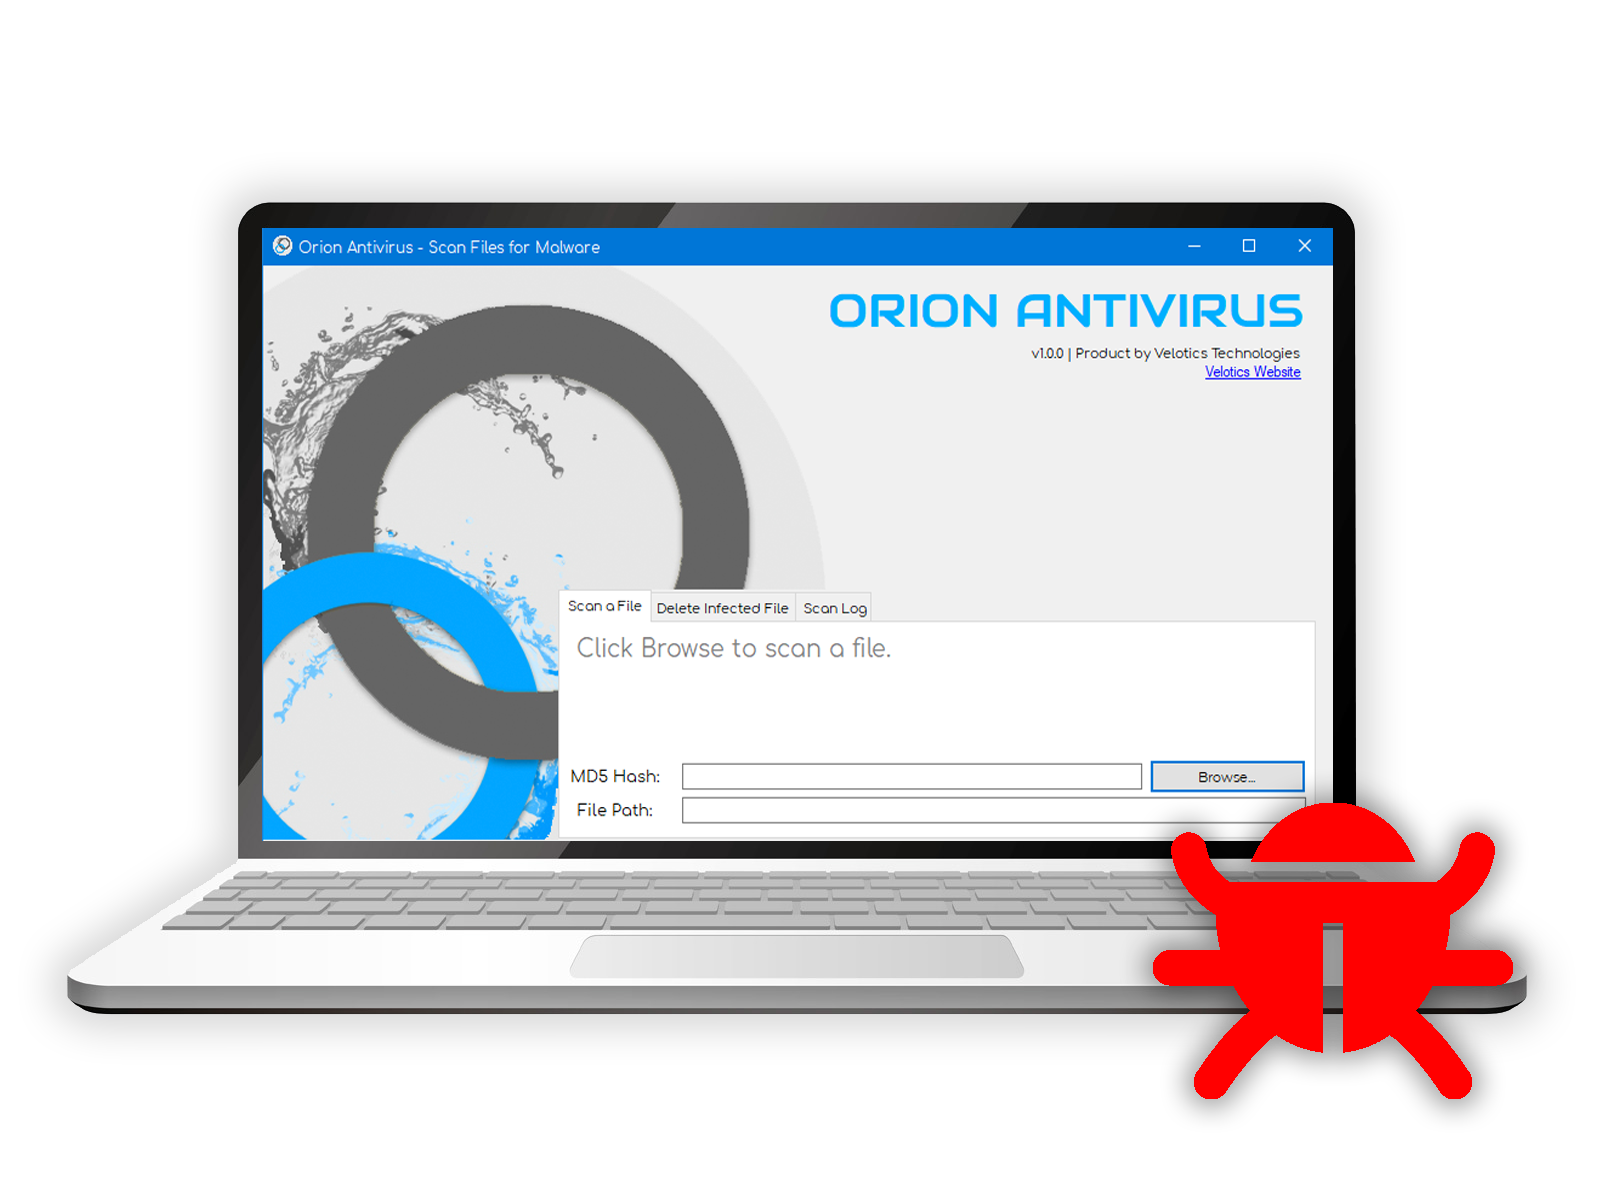 Orion Antivirus - Scan Files for Malware
ORION ANTIVIRUS
v1.0.0 | Product by Velotics Technologies
Velotics Website
Scan a File
Delete Infected File
Scan Log
Click Browse to scan a file.
MD5 Hash:
Browse...
File Path: